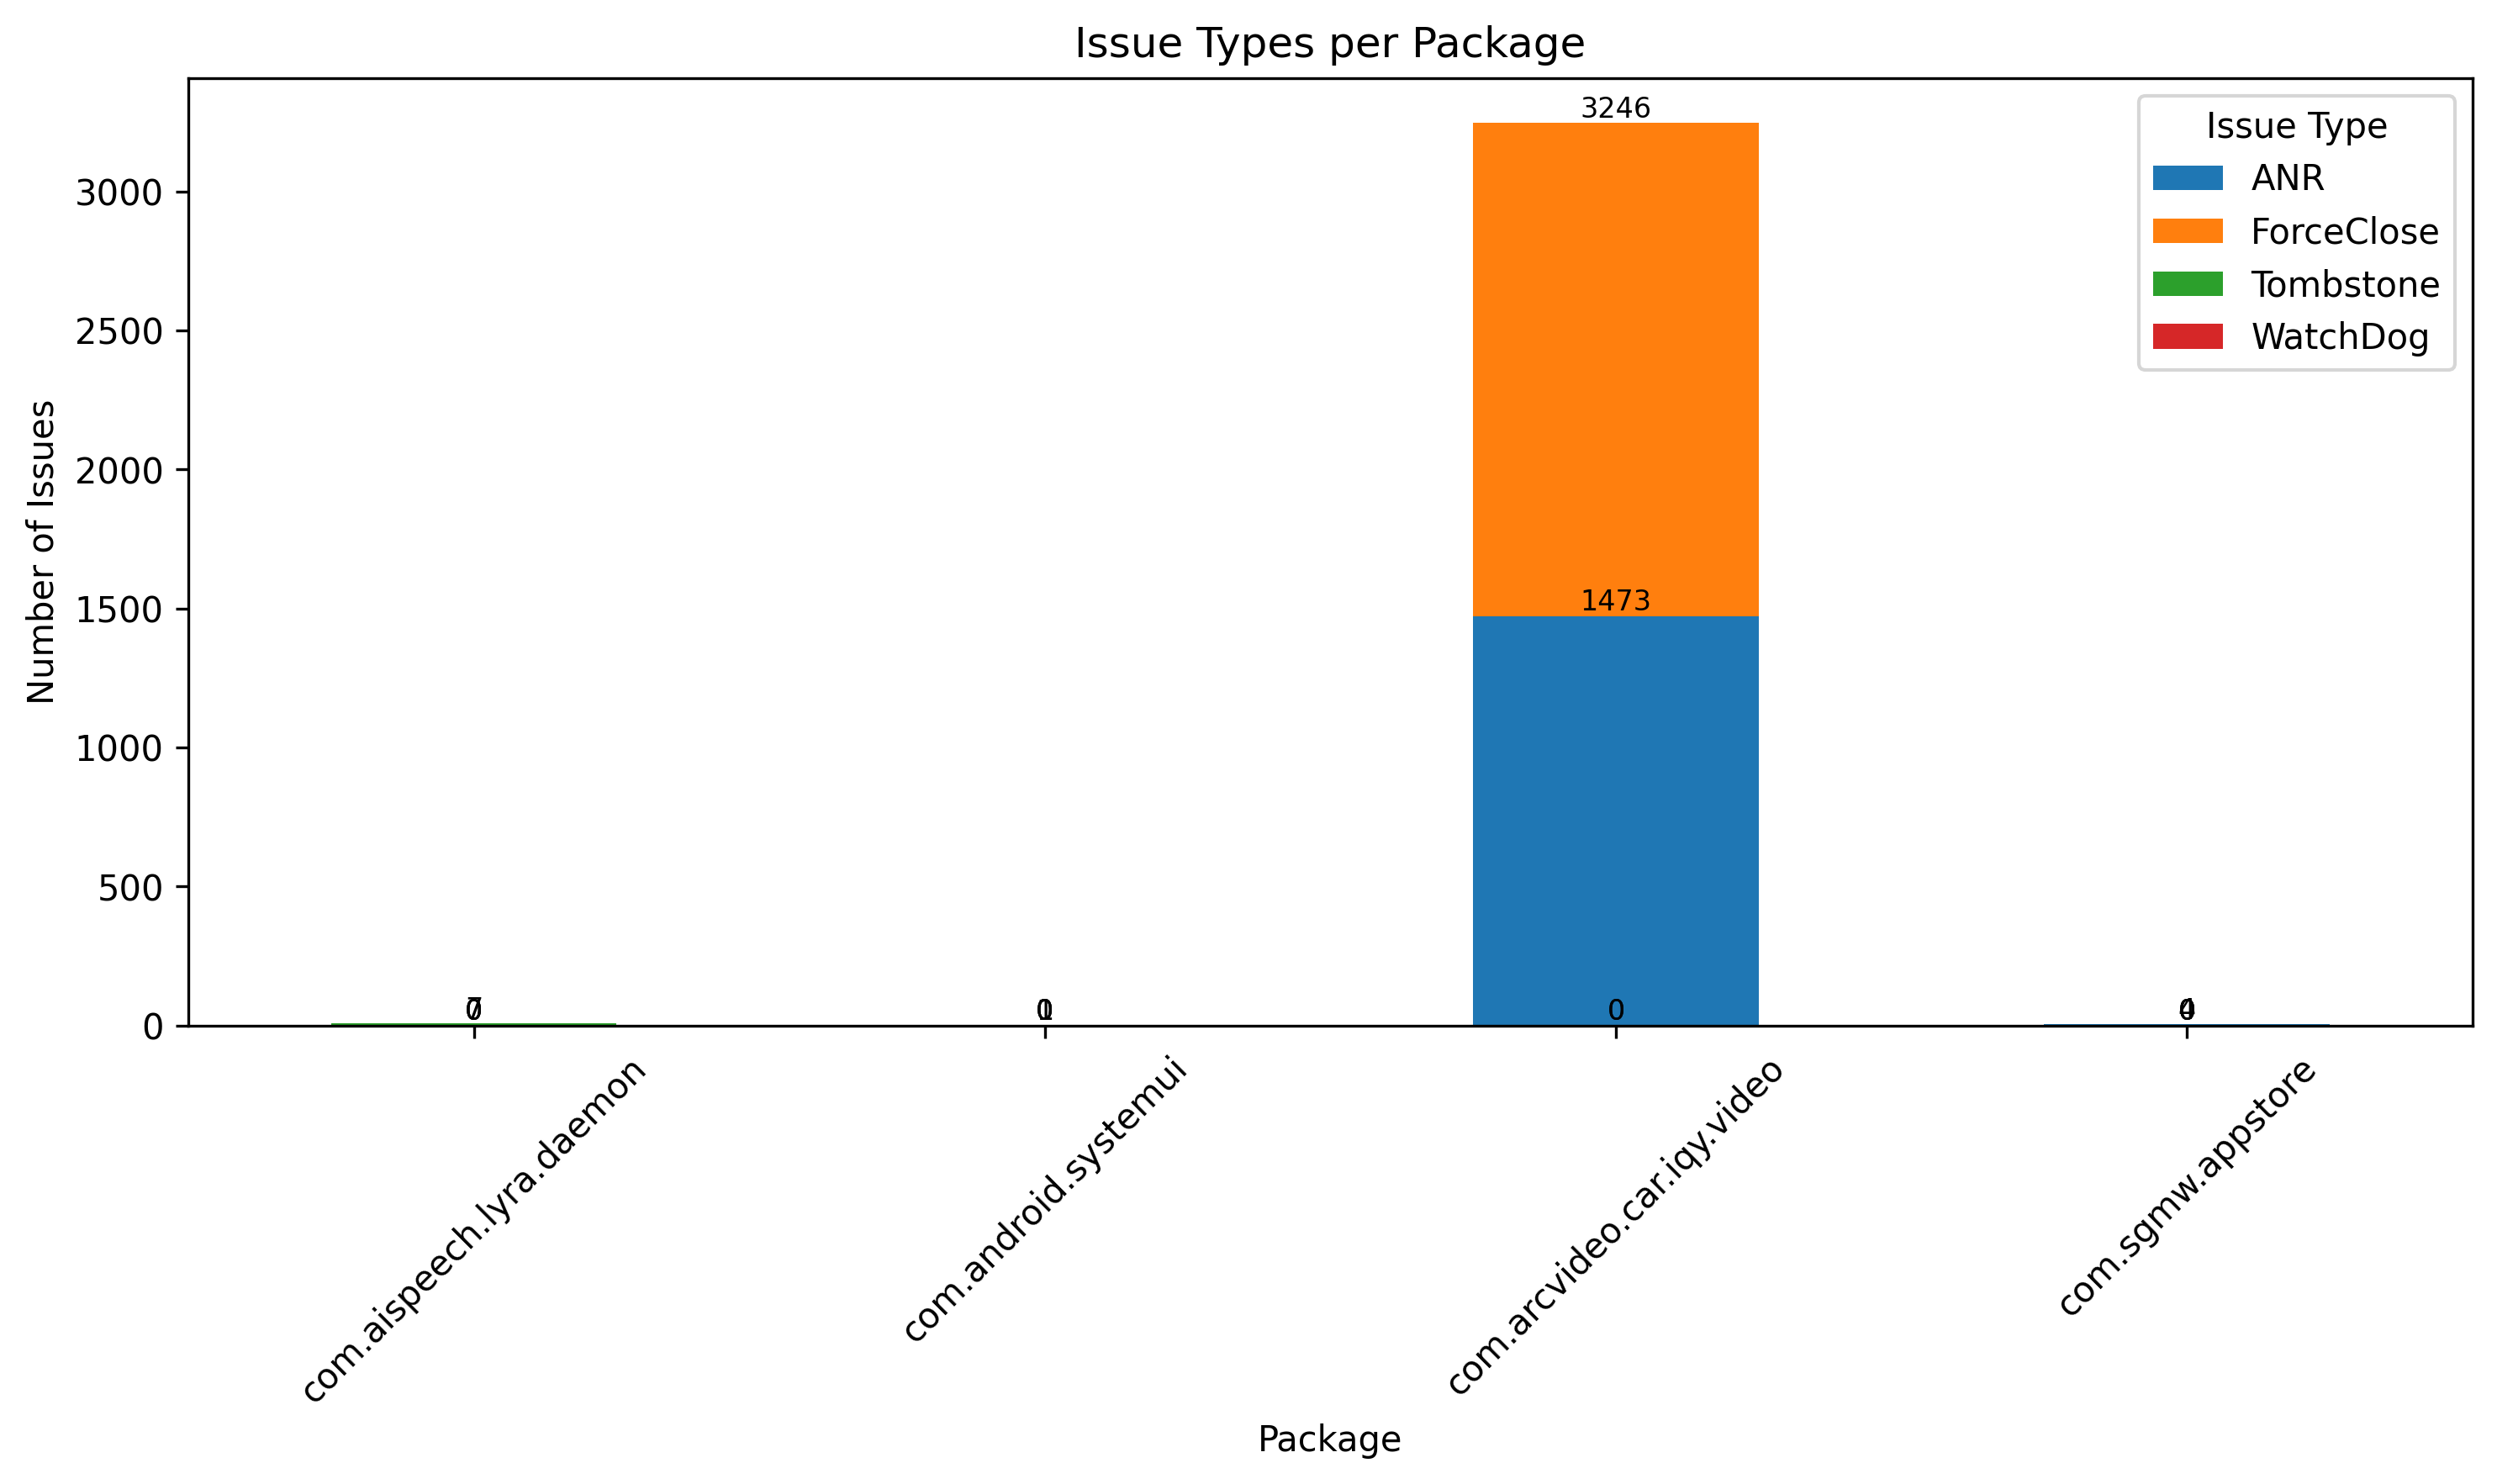 Issue Types per Package
Number of Issues
3000
2500
2000
1500
1000
500
0
3246
1473
0
Issue Type
ANR
ForceClose
Tombstone
WatchDog
com.aispeech.lyra.daemon
com.android.systemui
com.arcvideo.car.iqy.video
com.sgmw.appstore
Package